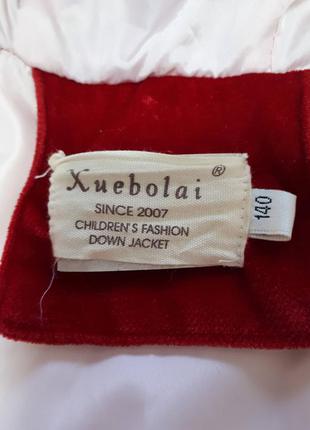 Xuebolai ®
SINCE 2007
CHILDREN'S FASHION
DOWN JACKET
140